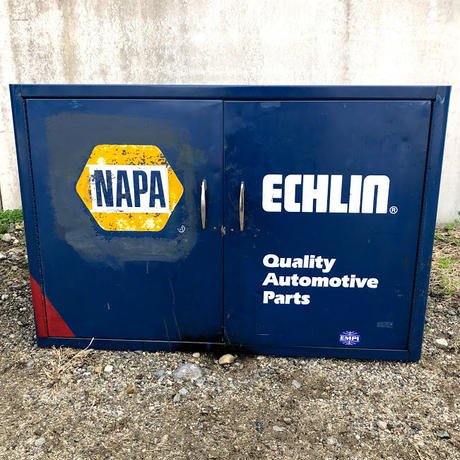 NAPA
ECHLIN®
Quality
Automotive
Parts
EMPI